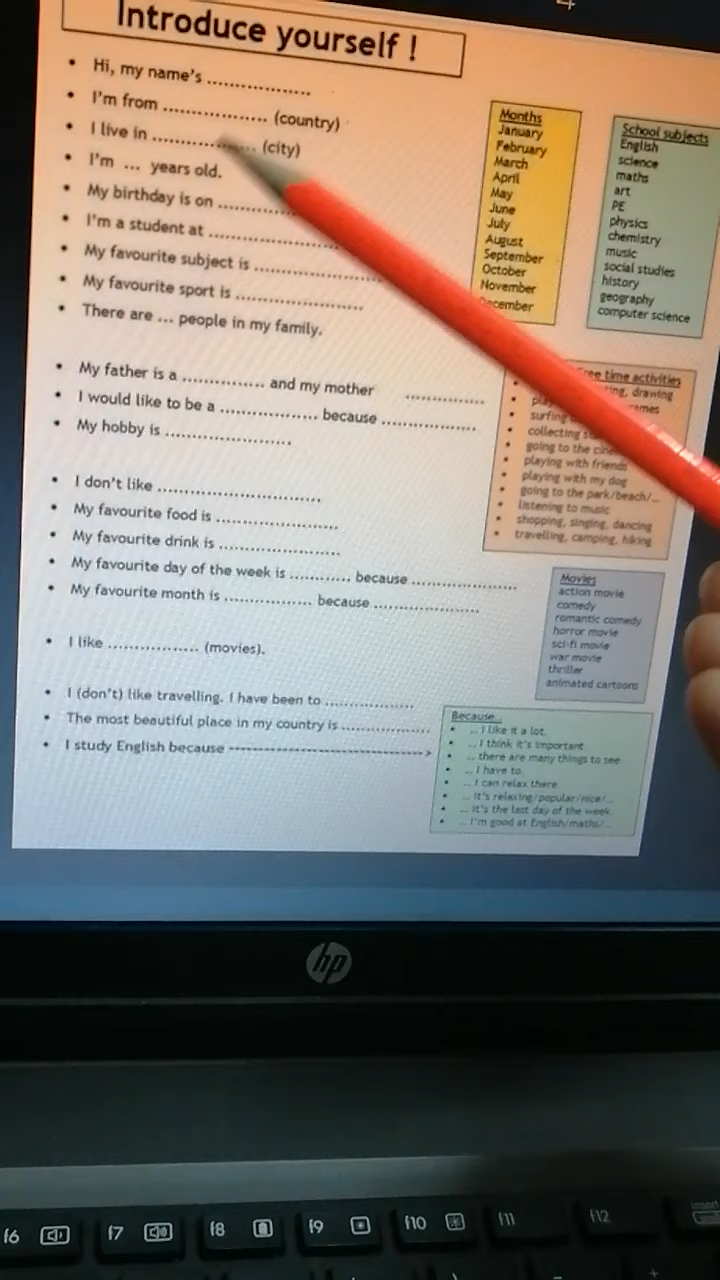 Introduce yourself !
• Hi, my name's ..................
• I'm from .................. (country)
• I live in .................. (city)
• I'm ... years old.
• My birthday is on ..............
• I'm a student at ......................
• My favourite subject is ....................
• My favourite sport is ......................
• There are ... people in my family.
• My father is a .............. and my mother ..............
• I would like to be a ................. because .................
• My hobby is ......................
• I don't like ............................
• My favourite food is .....................
• My favourite drink is .....................
• My favourite day of the week is ........... because ..................
• My favourite month is ............... because ..................
• I like ................. (movies).
• I (don't) like travelling. I have been to ................
• The most beautiful place in my country is ................
• I study English because ------------------------------------>
Months
January
February
March
April
May
June
July
August
September
October
November
December
School subjects
English
science
maths
art
PE
physics
chemistry
music
social studies
history
geography
computer science
free time activities
drawing
surfing
collecting
going to the
• playing with friends
• playing with my dog
• going to the park/beach/...
• listening to music
• shopping, singing, dancing
• travelling, camping, hiking
Movies
action movie
comedy
romantic comedy
horror movie
sci-fi movie
war movie
thriller
animated cartoons
Because...
• ... I like it a lot.
• ... I think it's important
• ... there are many things to see
• ... I have to.
• ... I can relax there
• ... it's relaxing/popular/nice/...
• ... it's the last day of the week.
• ... I'm good at English/maths/...
hp
f6 f7 f8 f9 f10 f11 f12